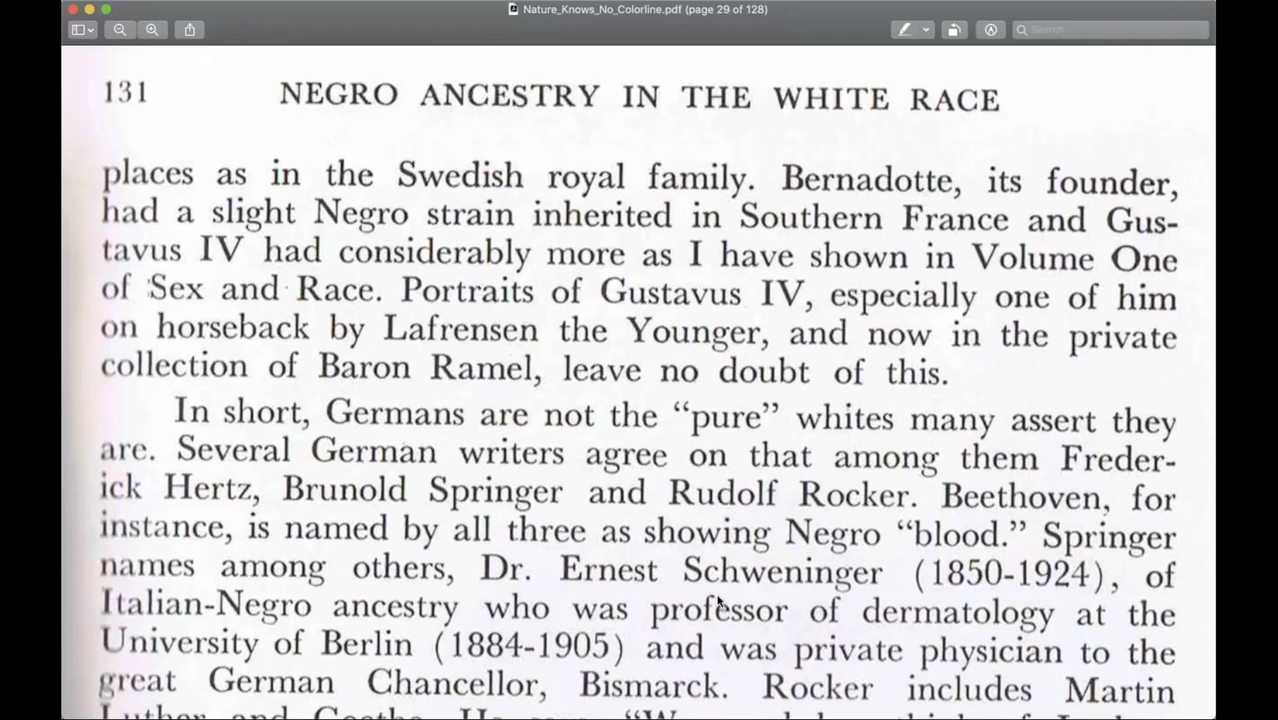 Nature_Knows_No_Colorline.pdf (page 29 of 128)
Search
131 NEGRO ANCESTRY IN THE WHITE RACE
places as in the Swedish royal family. Bernadotte, its founder,
had a slight Negro strain inherited in Southern France and Gus-
tavus IV had considerably more as I have shown in Volume One
of Sex and Race. Portraits of Gustavus IV, especially one of him
on horseback by Lafrensen the Younger, and now in the private
collection of Baron Ramel, leave no doubt of this.
In short, Germans are not the “pure” whites many assert they
are. Several German writers agree on that among them Freder-
ick Hertz, Brunold Springer and Rudolf Rocker. Beethoven, for
instance, is named by all three as showing Negro “blood.” Springer
names among others, Dr. Ernest Schweninger (1850-1924), of
Italian-Negro ancestry who was professor of dermatology at the
University of Berlin (1884-1905) and was private physician to the
great German Chancellor, Bismarck. Rocker includes Martin
Luther and Goethe. He